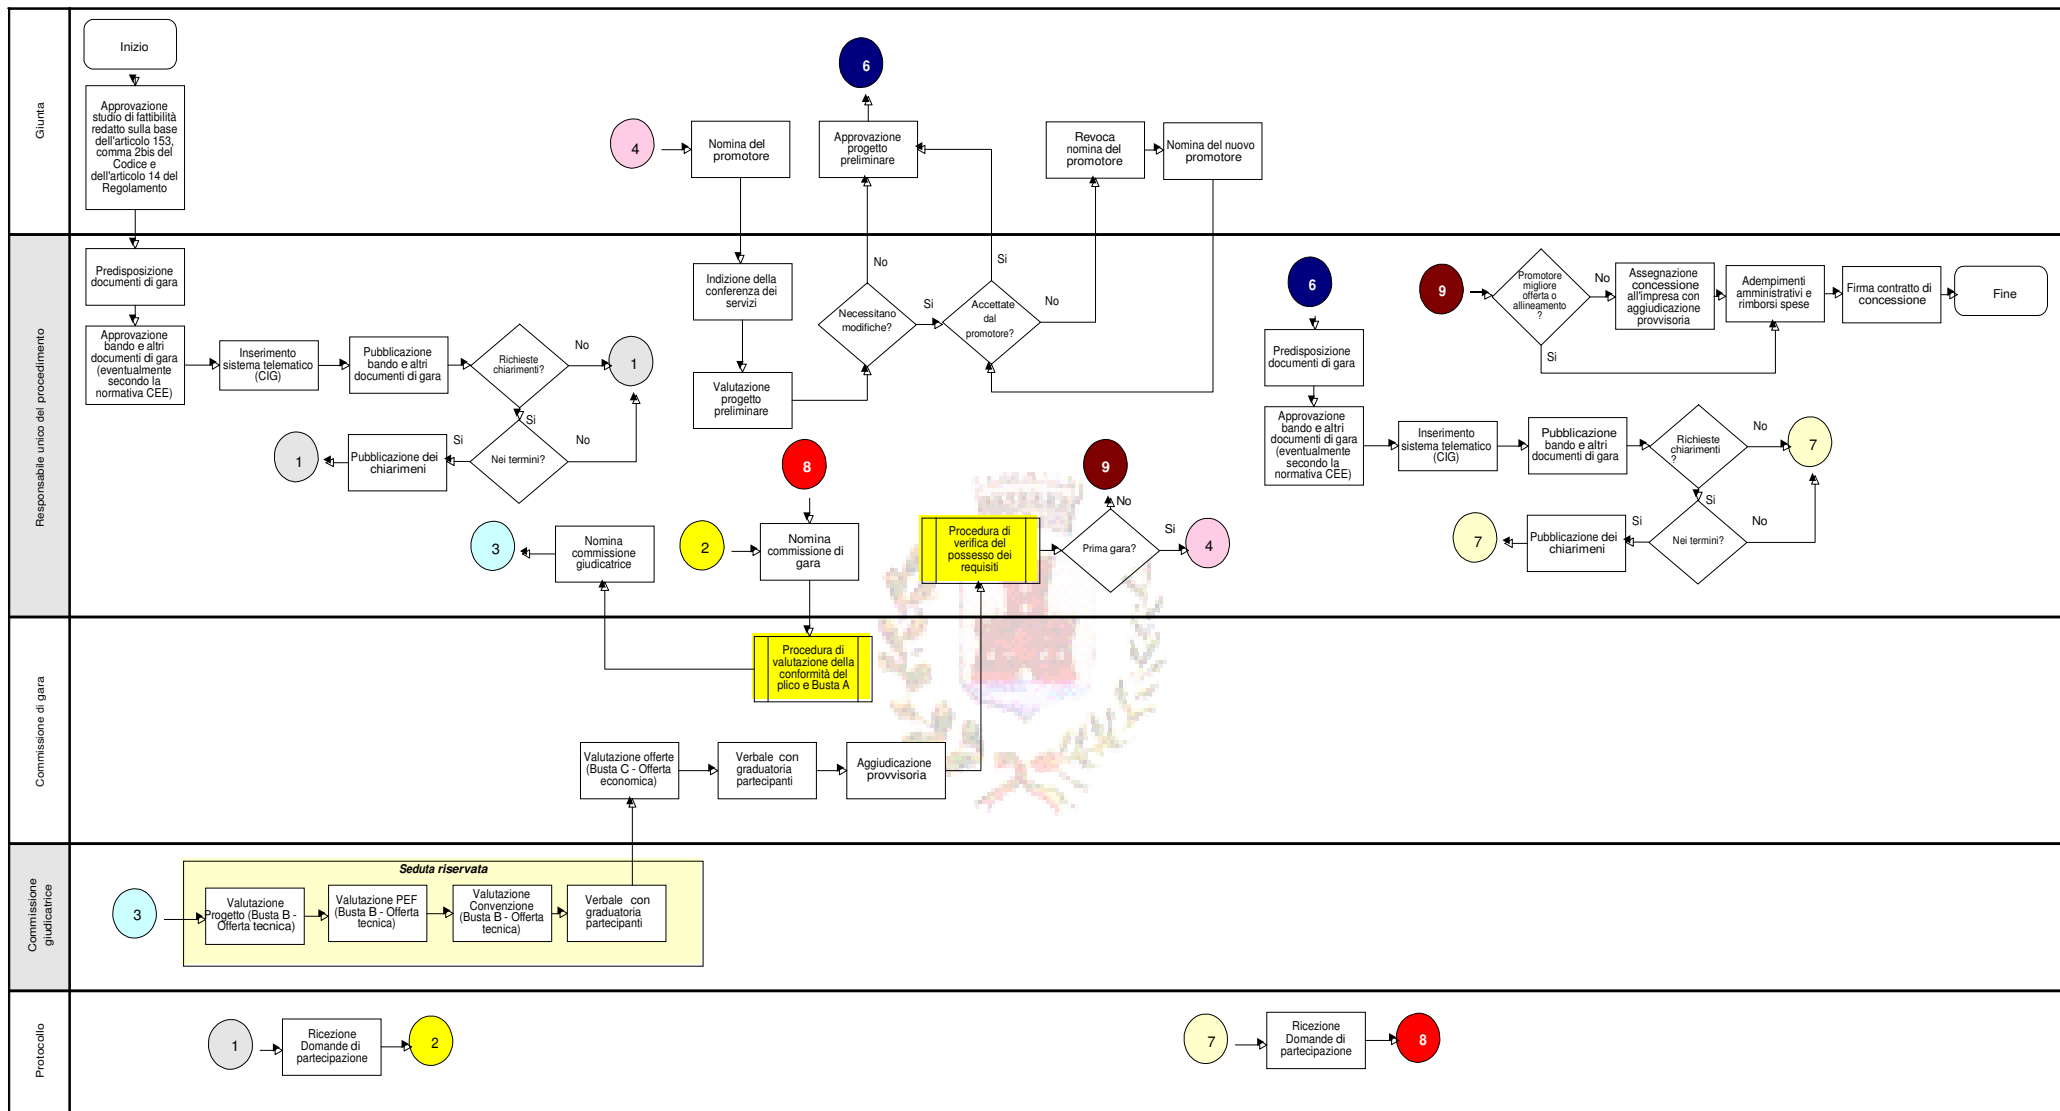 Giunta
Inizio
Approvazione
studio di fattibilità
redatto sulla base
dell'articolo 153,
comma 2bis del
Codice e
dell'articolo 14 del
Regolamento
4
Nomina del
promotore
6
Approvazione
progetto
preliminare
Revoca
nomina del
promotore
Nomina del nuovo
promotore
Responsabile unico del procedimento
Predisposizione
documenti di gara
Approvazione
bando e altri
documenti di gara
(eventualmente
secondo la
normativa CEE)
Inserimento
sistema telematico
(CIG)
Pubblicazione
bando e altri
documenti di gara
Richieste
chiarimenti?
No
1
Si
Nei termini?
No
Si
Pubblicazione dei
chiarimeni
1
Indizione della
conferenza dei
servizi
Valutazione
progetto
preliminare
Necessitano
modifiche?
No
Si
Accettate
dal
promotore?
Si
No
6
Predisposizione
documenti di gara
Approvazione
bando e altri
documenti di gara
(eventualmente
secondo la
normativa CEE)
Inserimento
sistema telematico
(CIG)
Pubblicazione
bando e altri
documenti di gara
Richieste
chiarimenti
?
No
7
Si
Nei termini?
No
Si
Pubblicazione dei
chiarimeni
7
9
Promotore
migliore
offerta o
allineamento
?
No
Si
Assegnazione
concessione
all'impresa con
aggiudicazione
provvisoria
Adempimenti
amministrativi e
rimborsi spese
Firma contratto di
concessione
Fine
3
Nomina
commissione
giudicatrice
2
8
Nomina
commissione di
gara
Procedura di
verifica del
possesso dei
requisiti
Prima gara?
No
9
Si
4
Commissione di gara
Procedura di
valutazione della
conformità del
plico e Busta A
Valutazione offerte
(Busta C - Offerta
economica)
Verbale con
graduatoria
partecipanti
Aggiudicazione
provvisoria
Commissione
giudicatrice
3
Seduta riservata
Valutazione
Progetto (Busta B -
Offerta tecnica)
Valutazione PEF
(Busta B - Offerta
tecnica)
Valutazione
Convenzione
(Busta B - Offerta
tecnica)
Verbale con
graduatoria
partecipanti
Protocollo
1
Ricezione
Domande di
partecipazione
2
7
Ricezione
Domande di
partecipazione
8